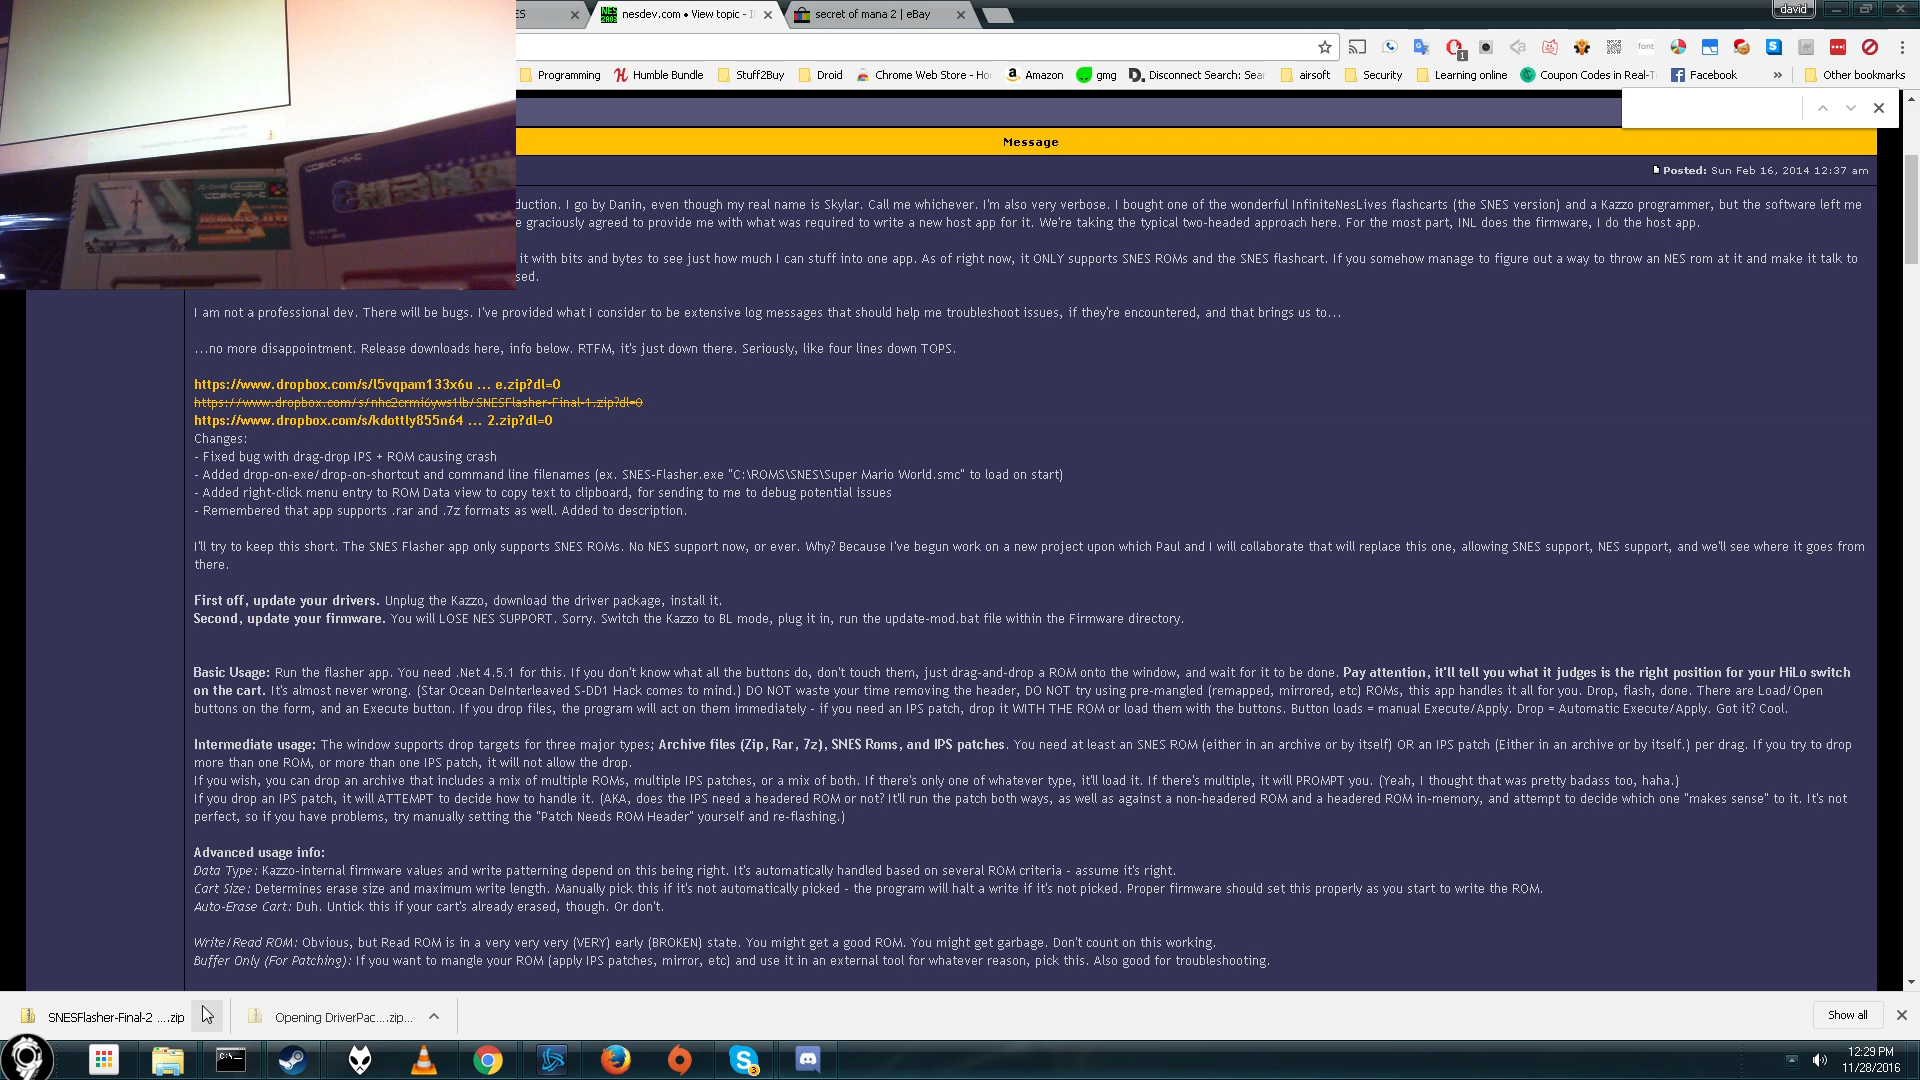 ES
nesdev.com • View topic - I
secret of mana 2 | eBay
david
1
font
Programming
Humble Bundle
Stuff2Buy
Droid
Chrome Web Store - Ho
Amazon
gmg
Disconnect Search: Sear
airsoft
Security
Learning online
Coupon Codes in Real-Ti
Facebook
»
Other bookmarks
Message
Posted: Sun Feb 16, 2014 12:37 am
duction. I go by Danin, even though my real name is Skylar. Call me whichever. I'm also very verbose. I bought one of the wonderful InfiniteNesLives flashcarts (the SNES version) and a Kazzo programmer, but the software left me
e graciously agreed to provide me with what was required to write a new host app for it. We're taking the typical two-headed approach here. For the most part, INL does the firmware, I do the host app.
it with bits and bytes to see just how much I can stuff into one app. As of right now, it ONLY supports SNES ROMs and the SNES flashcart. If you somehow manage to figure out a way to throw an NES rom at it and make it talk to
sed.
I am not a professional dev. There will be bugs. I've provided what I consider to be extensive log messages that should help me troubleshoot issues, if they're encountered, and that brings us to...
...no more disappointment. Release downloads here, info below. RTFM, it's just down there. Seriously, like four lines down TOPS.
https://www.dropbox.com/s/l5vqpam133x6u ... e.zip?dl=0
https://www.dropbox.com/s/nhc2crmi6yws1lb/SNESFlasher-Final-1.zip?dl=0
https://www.dropbox.com/s/kdottly855n64 ... 2.zip?dl=0
Changes:
- Fixed bug with drag-drop IPS + ROM causing crash
- Added drop-on-exe/drop-on-shortcut and command line filenames (ex. SNES-Flasher.exe "C:\ROMS\SNES\Super Mario World.smc" to load on start)
- Added right-click menu entry to ROM Data view to copy text to clipboard, for sending to me to debug potential issues
- Remembered that app supports .rar and .7z formats as well. Added to description.
I'll try to keep this short. The SNES Flasher app only supports SNES ROMs. No NES support now, or ever. Why? Because I've begun work on a new project upon which Paul and I will collaborate that will replace this one, allowing SNES support, NES support, and we'll see where it goes from
there.
First off, update your drivers. Unplug the Kazzo, download the driver package, install it.
Second, update your firmware. You will LOSE NES SUPPORT. Sorry. Switch the Kazzo to BL mode, plug it in, run the update-mod.bat file within the Firmware directory.
Basic Usage: Run the flasher app. You need .Net 4.5.1 for this. If you don't know what all the buttons do, don't touch them, just drag-and-drop a ROM onto the window, and wait for it to be done. Pay attention, it'll tell you what it judges is the right position for your HiLo switch
on the cart. It's almost never wrong. (Star Ocean DeInterleaved S-DD1 Hack comes to mind.) DO NOT waste your time removing the header, DO NOT try using pre-mangled (remapped, mirrored, etc) ROMs, this app handles it all for you. Drop, flash, done. There are Load/Open
buttons on the form, and an Execute button. If you drop files, the program will act on them immediately - if you need an IPS patch, drop it WITH THE ROM or load them with the buttons. Button loads = manual Execute/Apply. Drop = Automatic Execute/Apply. Got it? Cool.
Intermediate usage: The window supports drop targets for three major types; Archive files (Zip, Rar, 7z), SNES Roms, and IPS patches. You need at least an SNES ROM (either in an archive or by itself) OR an IPS patch (Either in an archive or by itself.) per drag. If you try to drop
more than one ROM, or more than one IPS patch, it will not allow the drop.
If you wish, you can drop an archive that includes a mix of multiple ROMs, multiple IPS patches, or a mix of both. If there's only one of whatever type, it'll load it. If there's multiple, it will PROMPT you. (Yeah, I thought that was pretty badass too, haha.)
If you drop an IPS patch, it will ATTEMPT to decide how to handle it. (AKA, does the IPS need a headered ROM or not? It'll run the patch both ways, as well as against a non-headered ROM and a headered ROM in-memory, and attempt to decide which one "makes sense" to it. It's not
perfect, so if you have problems, try manually setting the "Patch Needs ROM Header" yourself and re-flashing.)
Advanced usage info:
Data Type: Kazzo-internal firmware values and write patterning depend on this being right. It's automatically handled based on several ROM criteria - assume it's right.
Cart Size: Determines erase size and maximum write length. Manually pick this if it's not automatically picked - the program will halt a write if it's not picked. Proper firmware should set this properly as you start to write the ROM.
Auto-Erase Cart: Duh. Untick this if your cart's already erased, though. Or don't.
Write/Read ROM: Obvious, but Read ROM is in a very very very (VERY) early (BROKEN) state. You might get a good ROM. You might get garbage. Don't count on this working.
Buffer Only (For Patching): If you want to mangle your ROM (apply IPS patches, mirror, etc) and use it in an external tool for whatever reason, pick this. Also good for troubleshooting.
SNESFlasher-Final-2 ....zip
Opening DriverPac....zip...
Show all
12:29 PM
11/28/2016